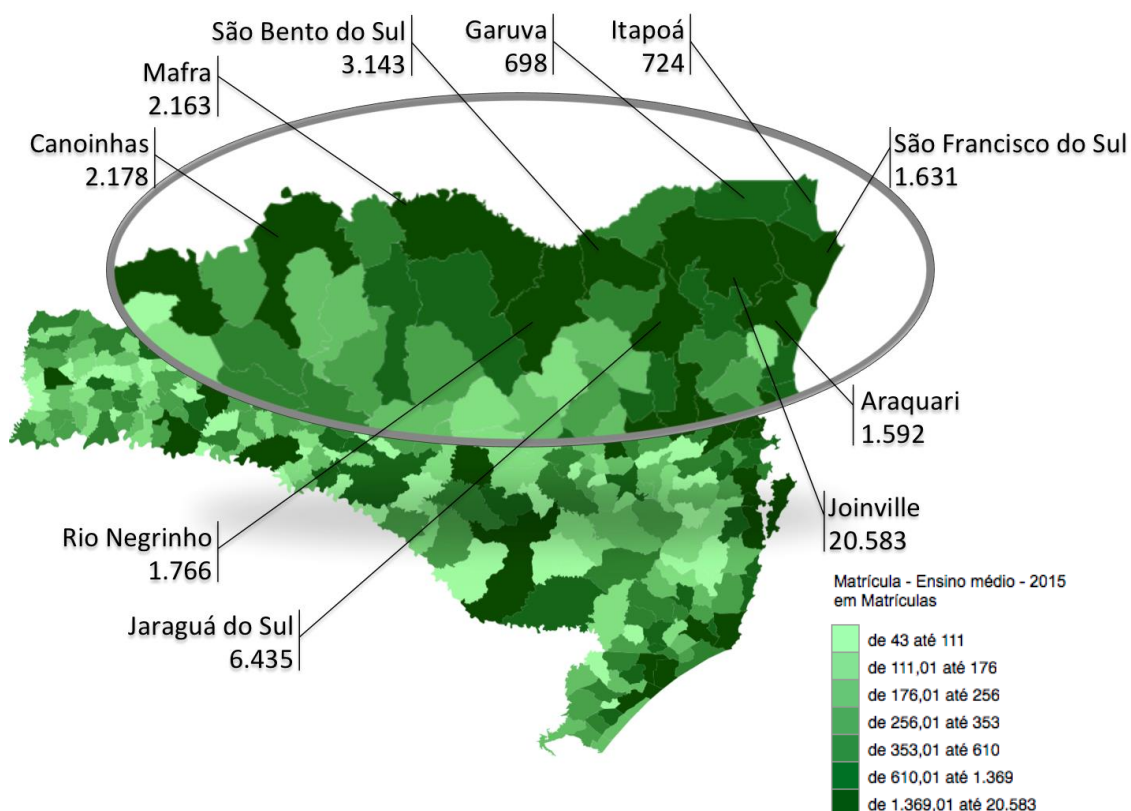 São Bento do Sul
3.143
Garuva
698
Itapoá
724
Mafra
2.163
Canoinhas
2.178
São Francisco do Sul
1.631
Araquari
1.592
Joinville
20.583
Rio Negrinho
1.766
Jaraguá do Sul
6.435
Matrícula - Ensino médio - 2015
em Matrículas
de 43 até 111
de 111,01 até 176
de 176,01 até 256
de 256,01 até 353
de 353,01 até 610
de 610,01 até 1.369
de 1.369,01 até 20.583